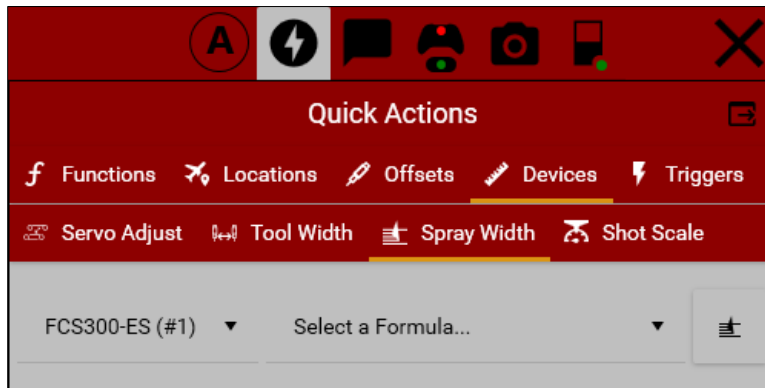 A
Quick Actions
Functions Locations Offsets Devices Triggers
Servo Adjust Tool Width Spray Width Shot Scale
FCS300-ES (#1) Select a Formula...